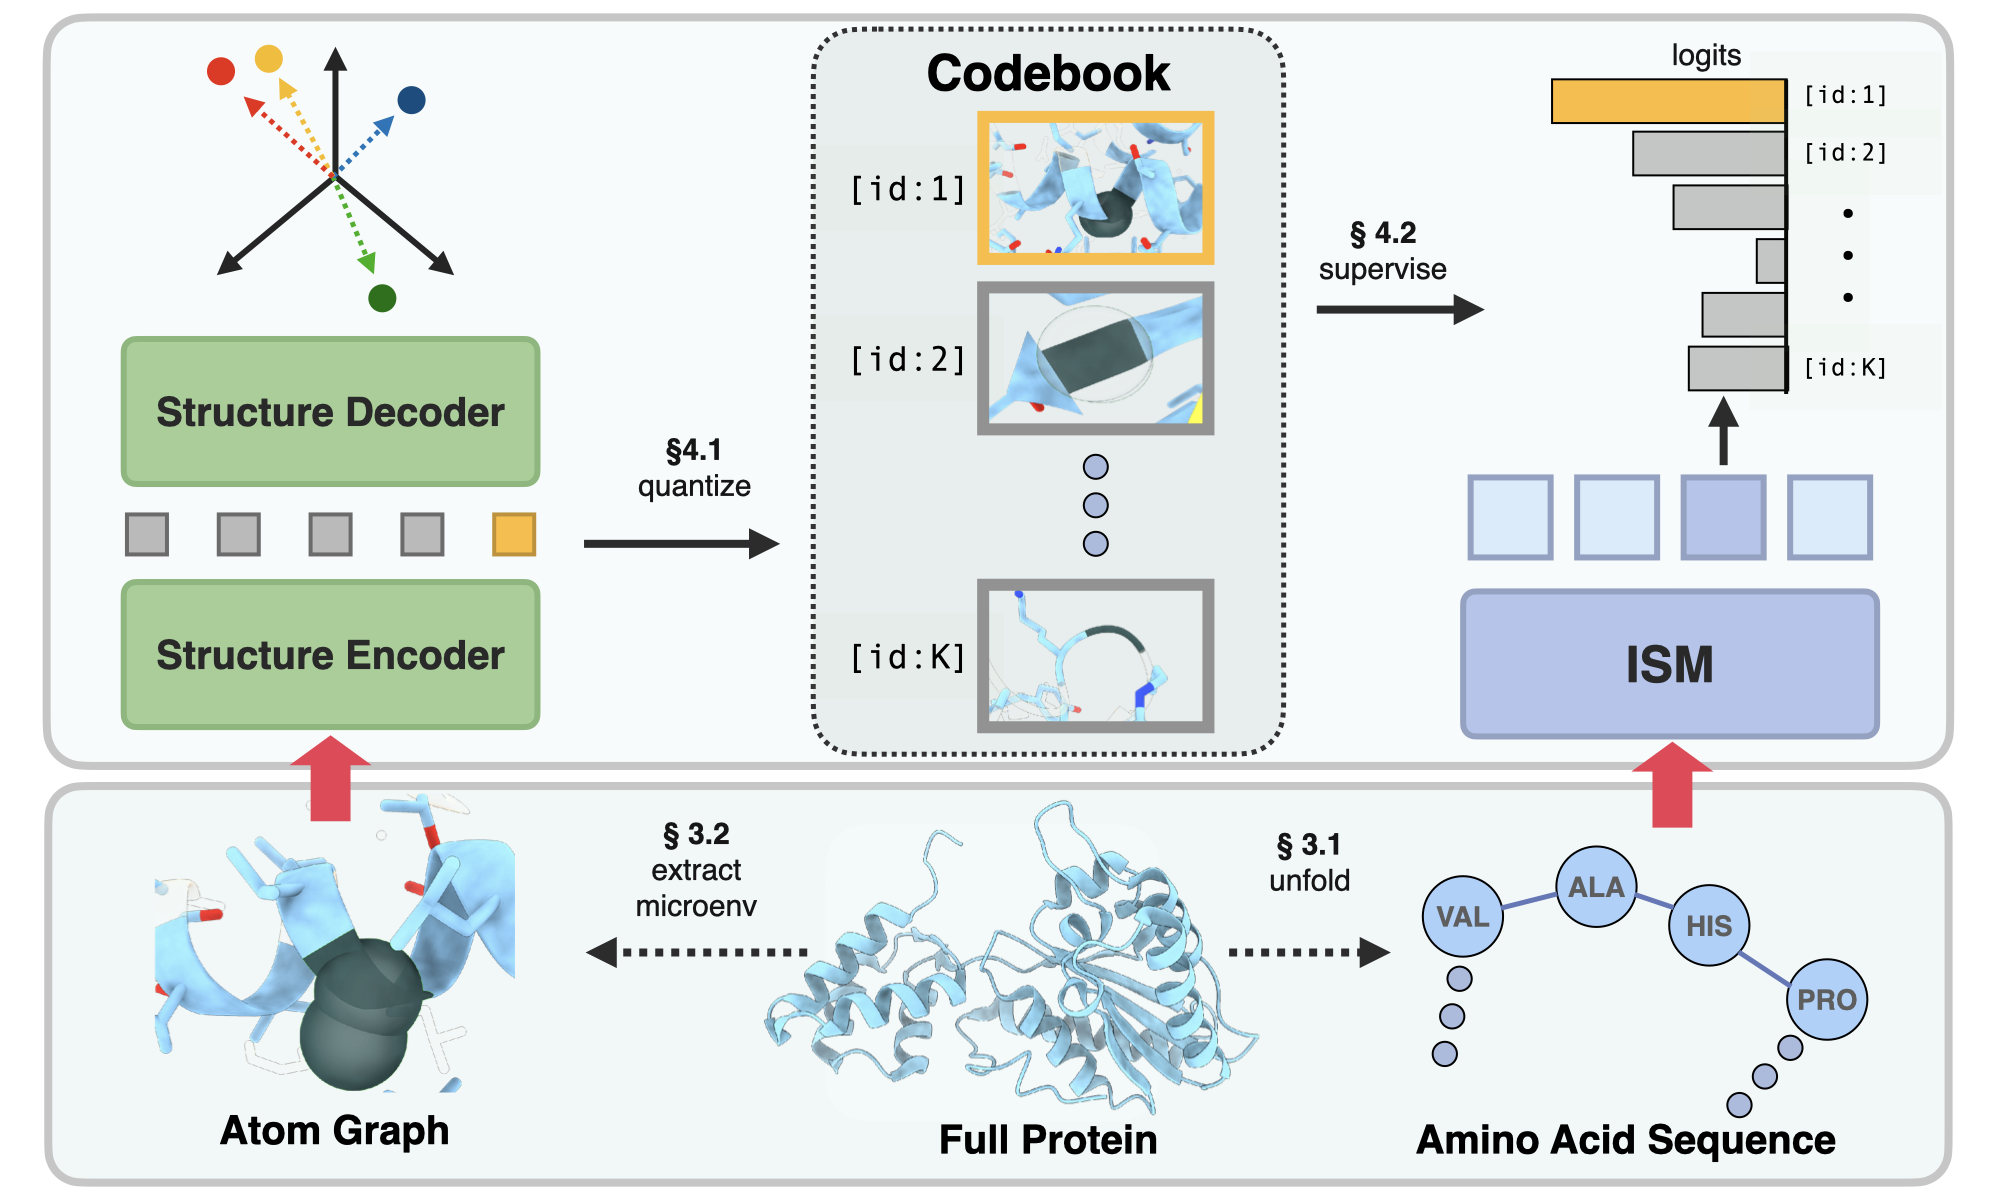 Codebook
logits
[id:1]
[id:2]
[id:K]
[id:1]
[id:2]
[id:K]
§ 4.2
supervise
§4.1
quantize
Structure Decoder
Structure Encoder
ISM
§ 3.2
extract
microenv
§ 3.1
unfold
VAL
ALA
HIS
PRO
Atom Graph
Full Protein
Amino Acid Sequence